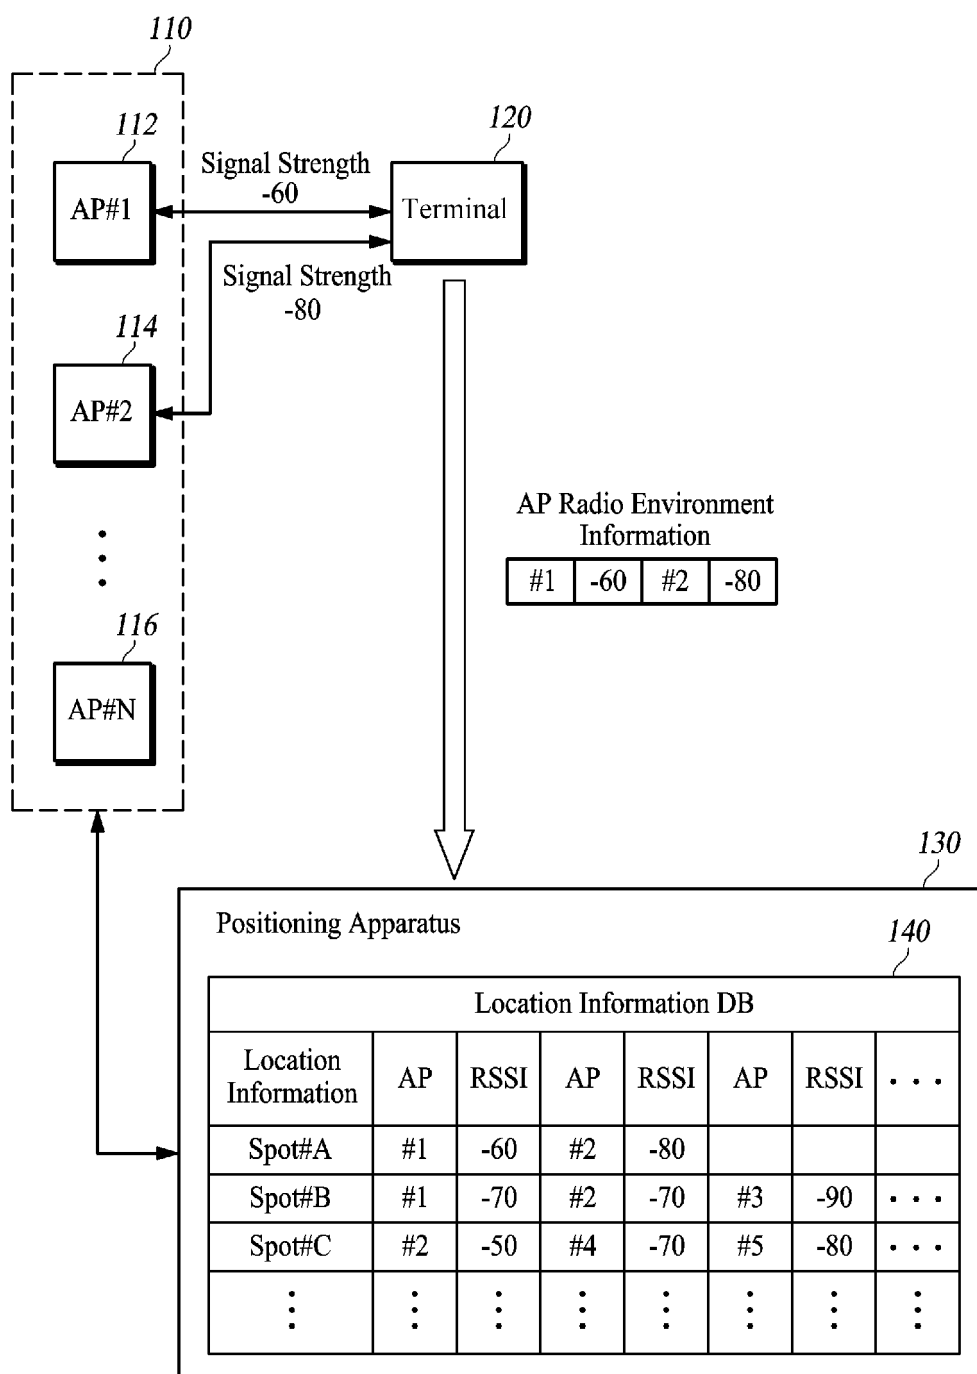 110
112
120
Signal Strength
-60
AP#1
Terminal
Signal Strength
-80
114
AP#2
AP Radio Environment
Information
#1 -60 #2 -80
116
AP#N
130
Positioning Apparatus
140
Location Information DB
Location
Information AP RSSI AP RSSI AP RSSI ...
Spot#A #1 -60 #2 -80
Spot#B #1 -70 #2 -70 #3 -90 ...
Spot#C #2 -50 #4 -70 #5 -80 ...